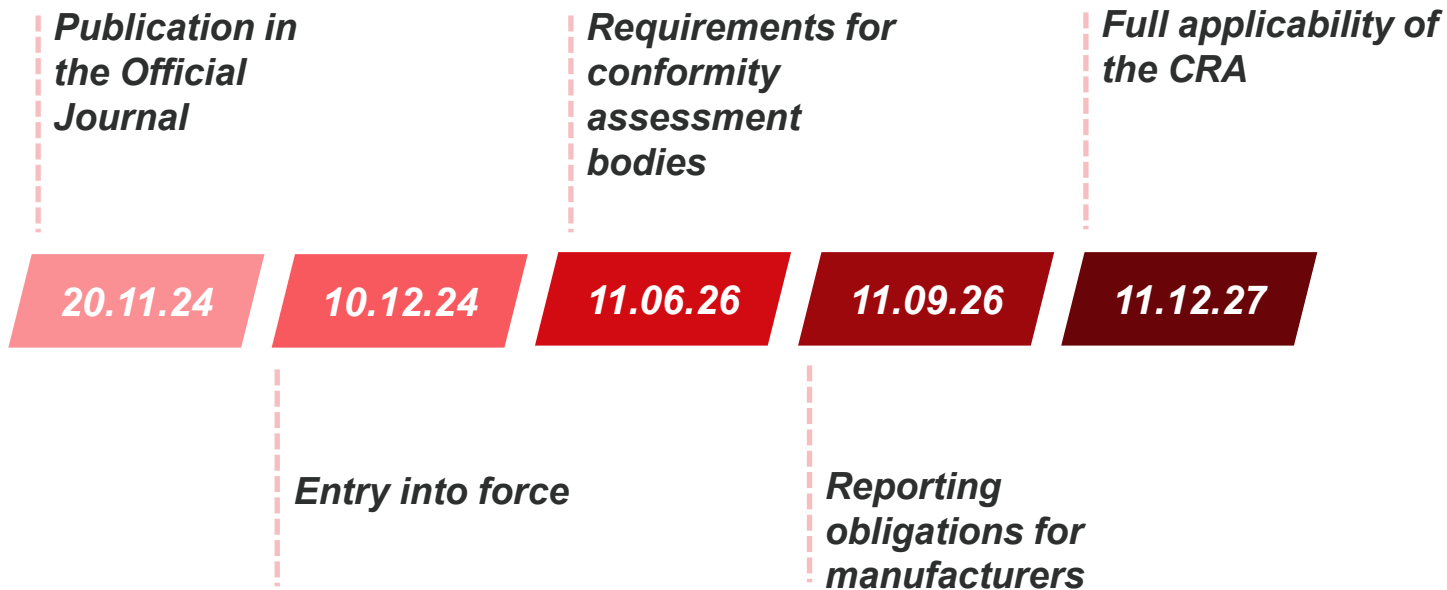 Publication in
the Official
Journal
Requirements for
conformity
assessment
bodies
Full applicability of
the CRA
20.11.24
10.12.24
11.06.26
11.09.26
11.12.27
Entry into force
Reporting
obligations for
manufacturers